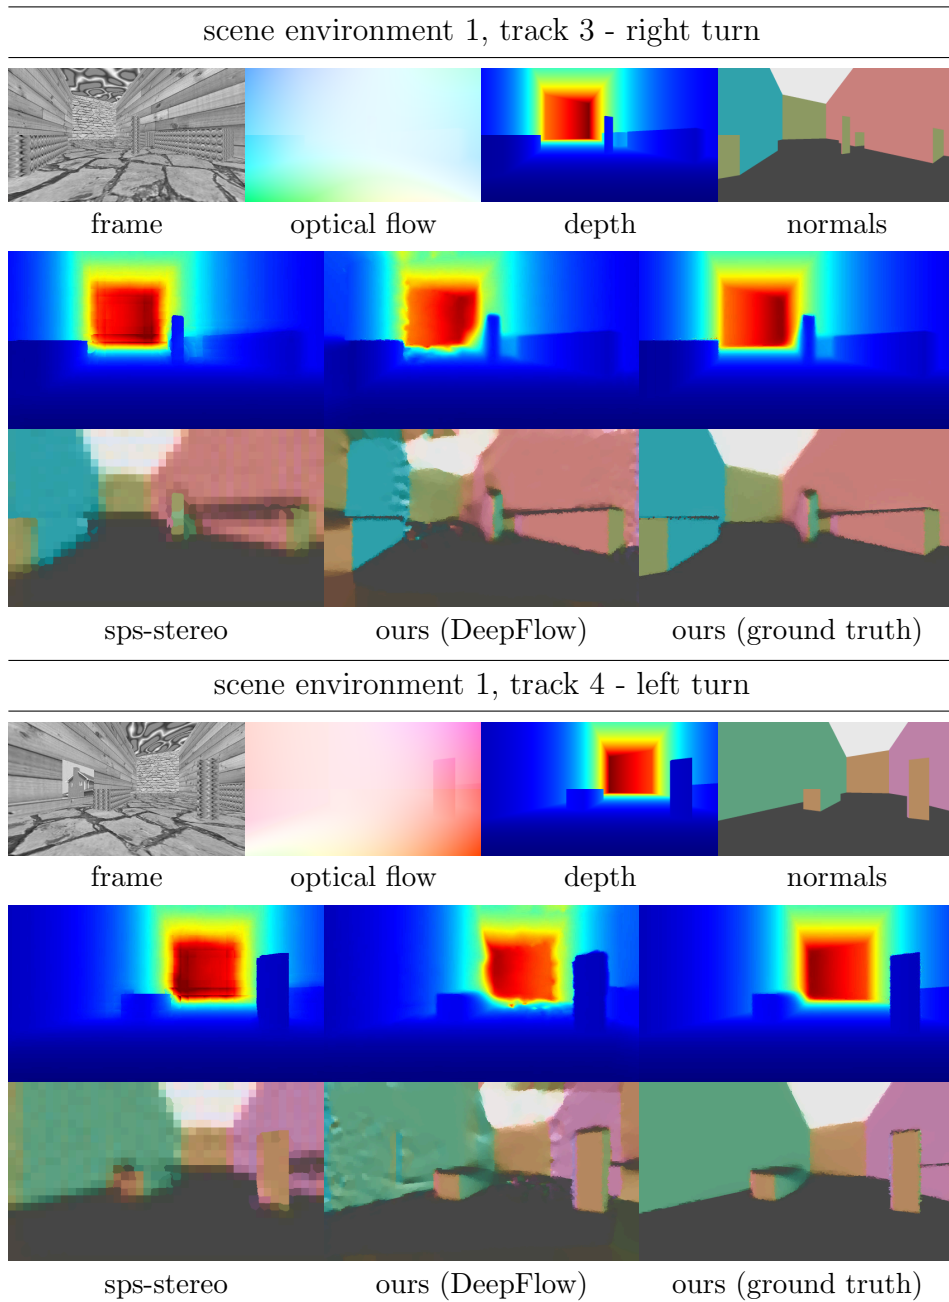 scene environment 1, track 3 - right turn
frame optical flow depth normals
sps-stereo ours (DeepFlow) ours (ground truth)
scene environment 1, track 4 - left turn
frame optical flow depth normals
sps-stereo ours (DeepFlow) ours (ground truth)